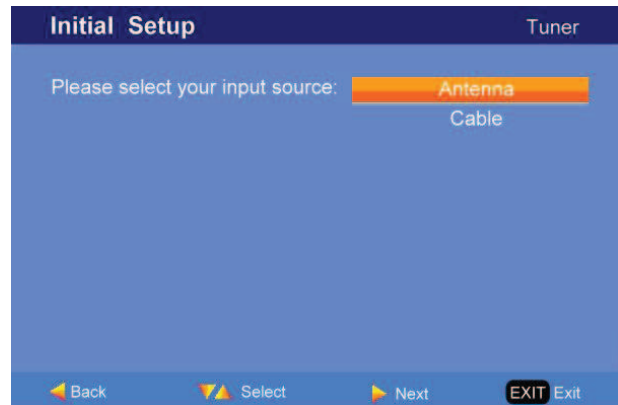 Initial Setup Tuner
Please select your input source: Antenna
Cable
Back Select Next EXIT Exit